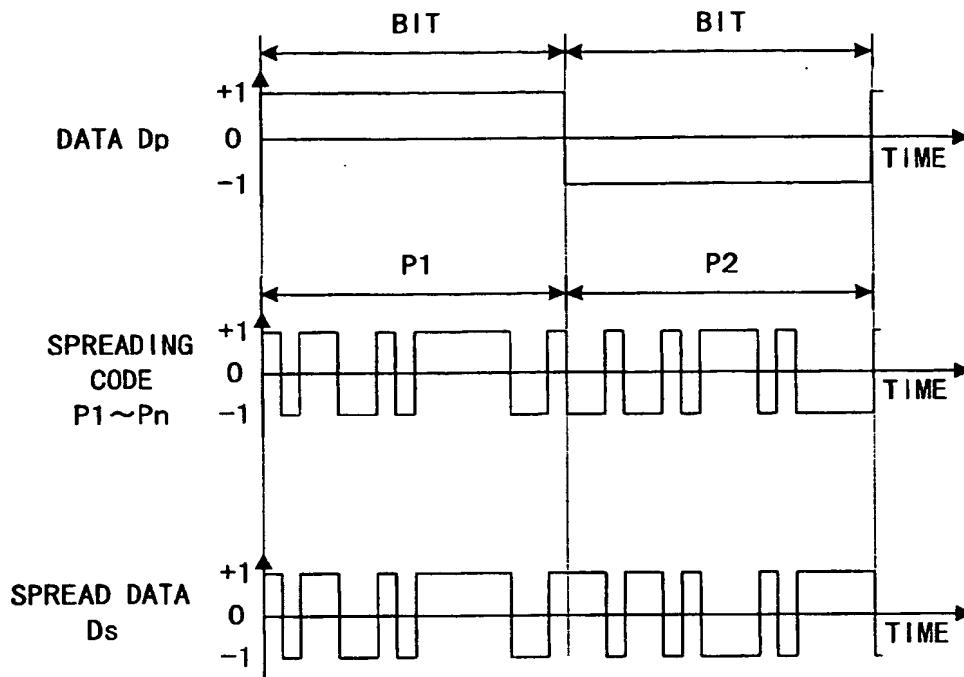 BIT BIT
+1
DATA Dp 0
TIME
-1
P1 P2
+1
SPREADING
CODE
P1～Pn
0
TIME
-1
+1
SPREAD DATA
Ds
0
TIME
-1